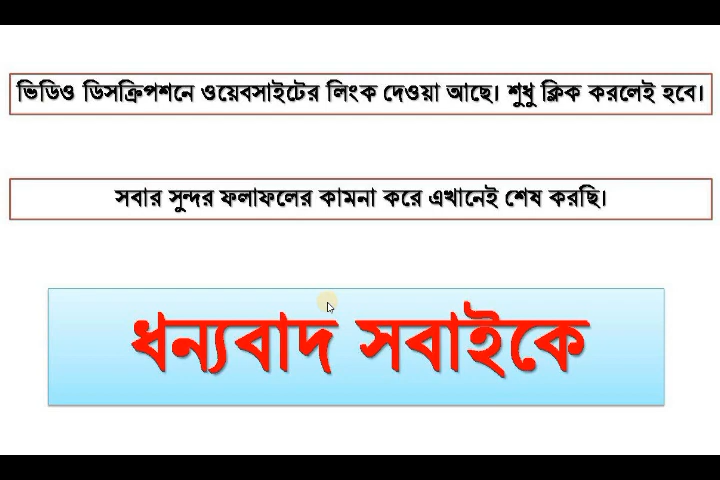 ভিডিও ডিসক্রিপশনে ওয়েবসাইটের লিংক দেওয়া আছে। শুধু ক্লিক করলেই হবে।
সবার সুন্দর ফলাফলের কামনা করে এখানেই শেষ করছি।
ধন্যবাদ সবাইকে